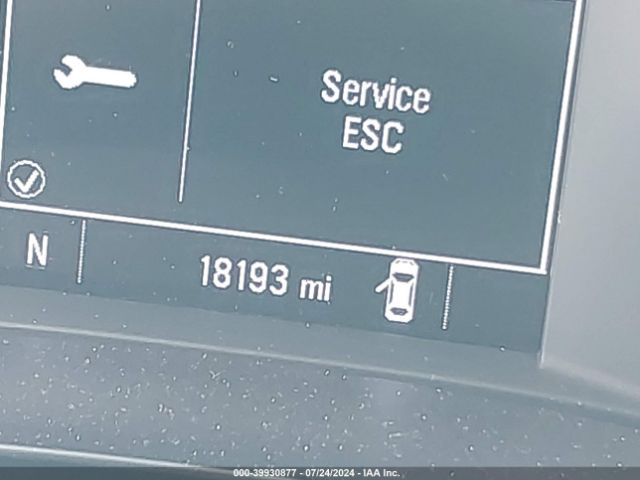 Service
ESC
N
18193 mi
000-39930877 - 07/24/2024 - IAA Inc.